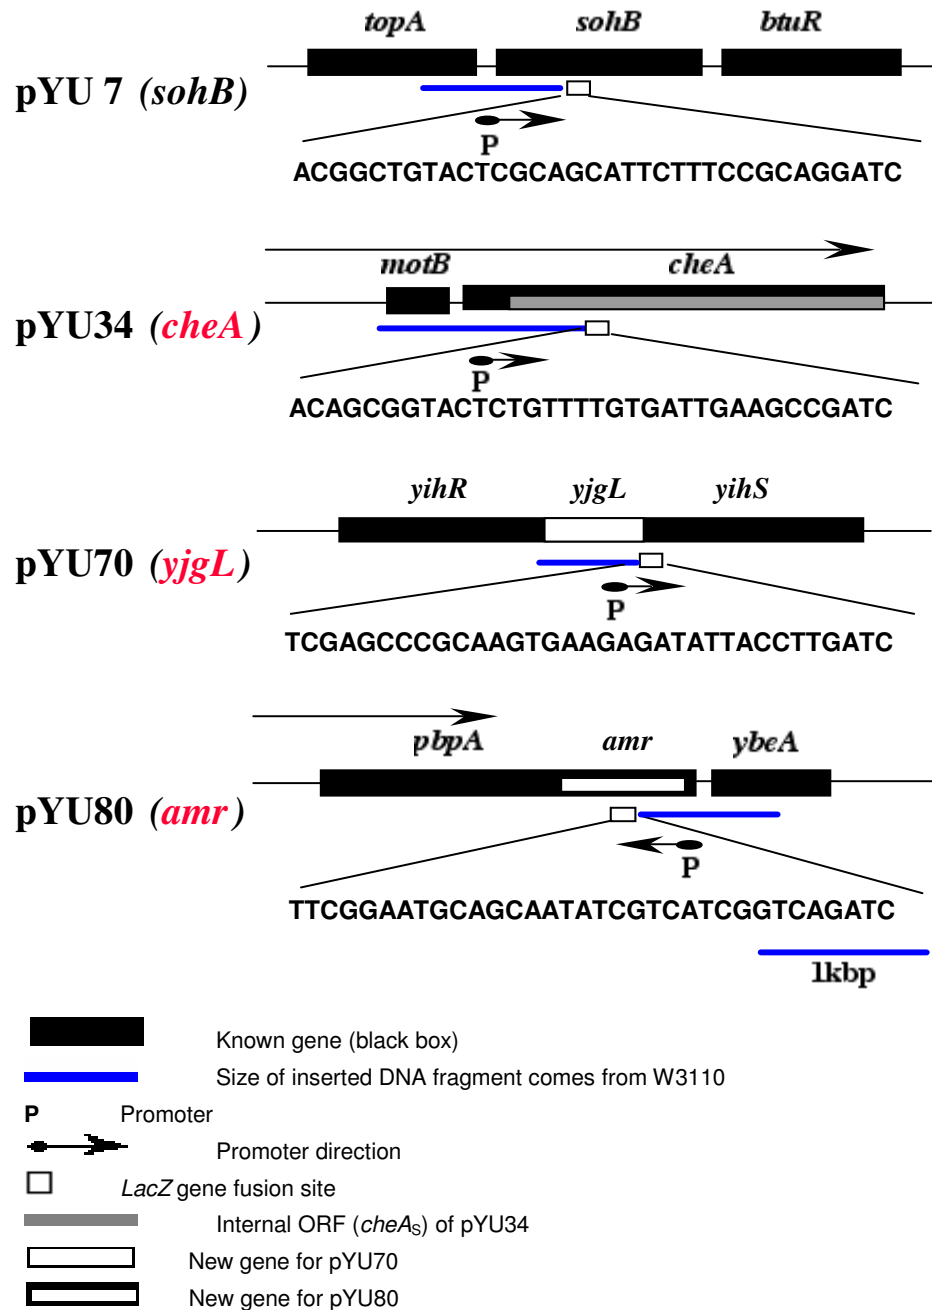 topA sohB btuR
pYU 7 (sohB)
P
ACGGCTGTACTCGCAGCATTCTTTCCGCAGGATC
motB cheA
pYU34 (cheA)
P
ACAGCGGTACTCTGTTTTGTGATTGAAGCCGATC
yihR yjgL yihS
pYU70 (yjgL)
P
TCGAGCCCGCAAGTGAAGAGATATTACCTTGATC
pbpA amr ybeA
pYU80 (amr)
P
TTCGGAATGCAGCAATATCGTCATCGGTCAGATC
1kbp
Known gene (black box)
Size of inserted DNA fragment comes from W3110
P Promoter
Promoter direction
LacZ gene fusion site
Internal ORF (cheAS) of pYU34
New gene for pYU70
New gene for pYU80